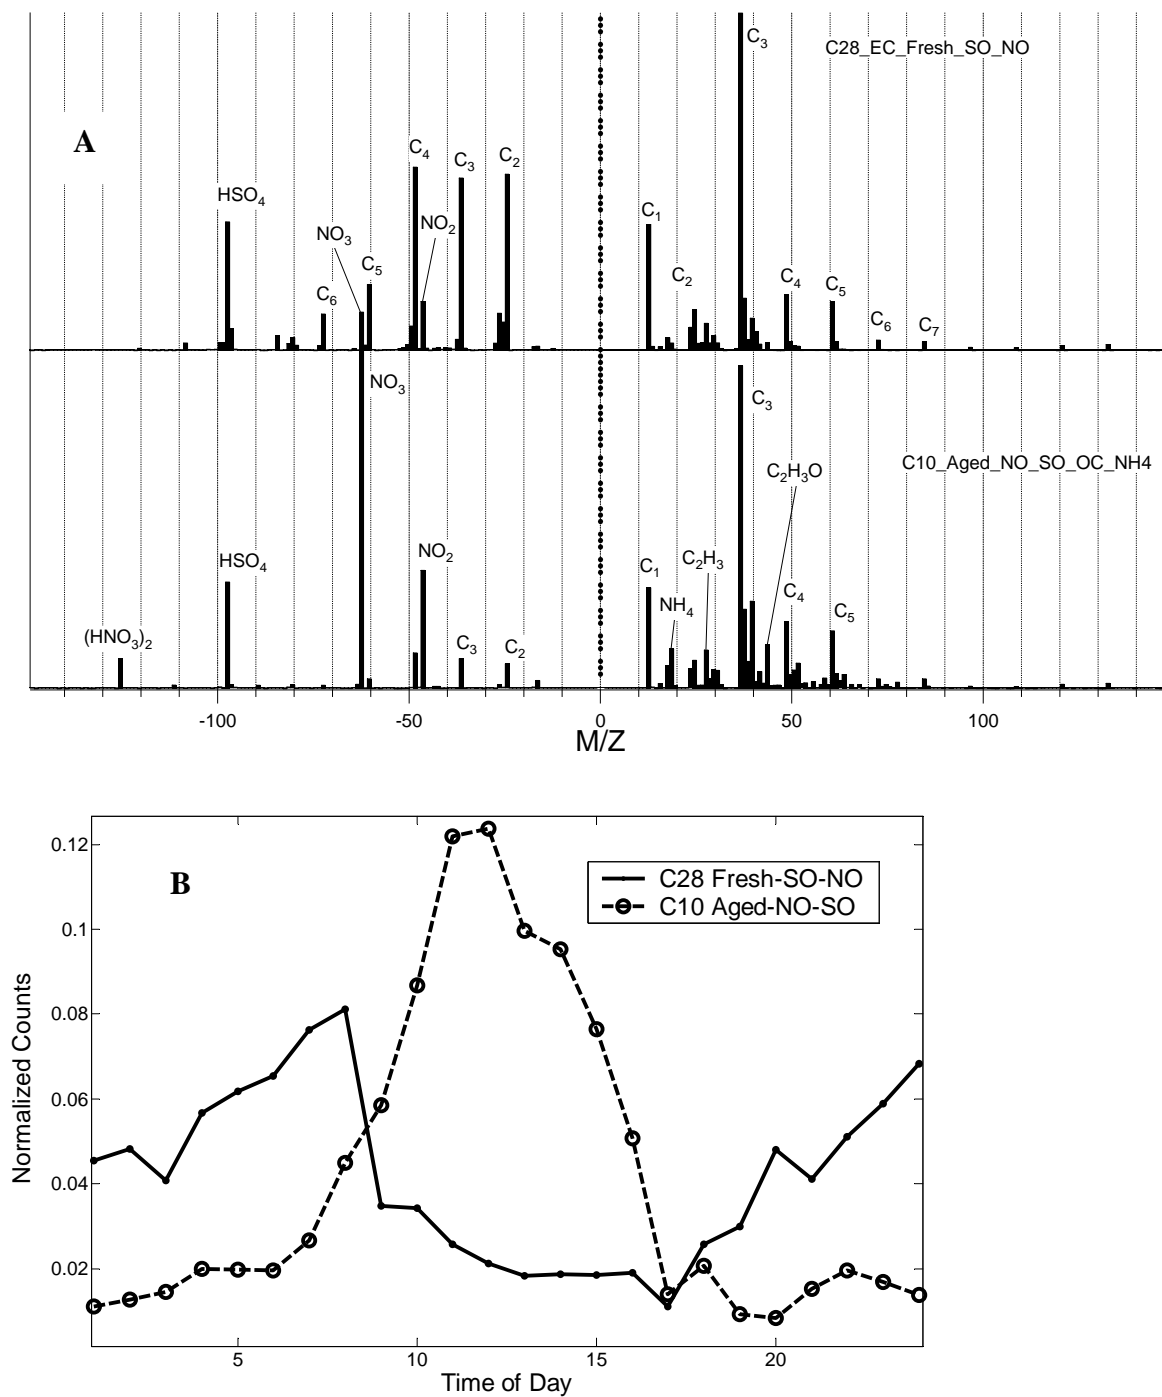 A
C28_EC_Fresh_SO_NO
C₃
C₄
C₃
C₂
HSO₄
NO₃
NO₂
C₅
C₆
C₁
C₂
C₄
C₅
C₆
C₇
NO₃
C₃
C10_Aged_NO_SO_OC_NH4
C₂H₃O
HSO₄
NO₂
C₁
C₂H₃
NH₄
C₄
C₅
(HNO₃)₂
C₃
C₂
-100 -50 0 50 100
M/Z
B
C28 Fresh-SO-NO
C10 Aged-NO-SO
Normalized Counts
0.12
0.1
0.08
0.06
0.04
0.02
5 10 15 20
Time of Day